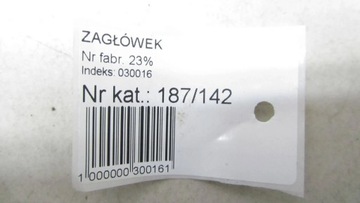 ZAGŁÓWEK
Nr fabr. 23%
Indeks: 030016
Nr kat.: 187/142
1 000000 300161